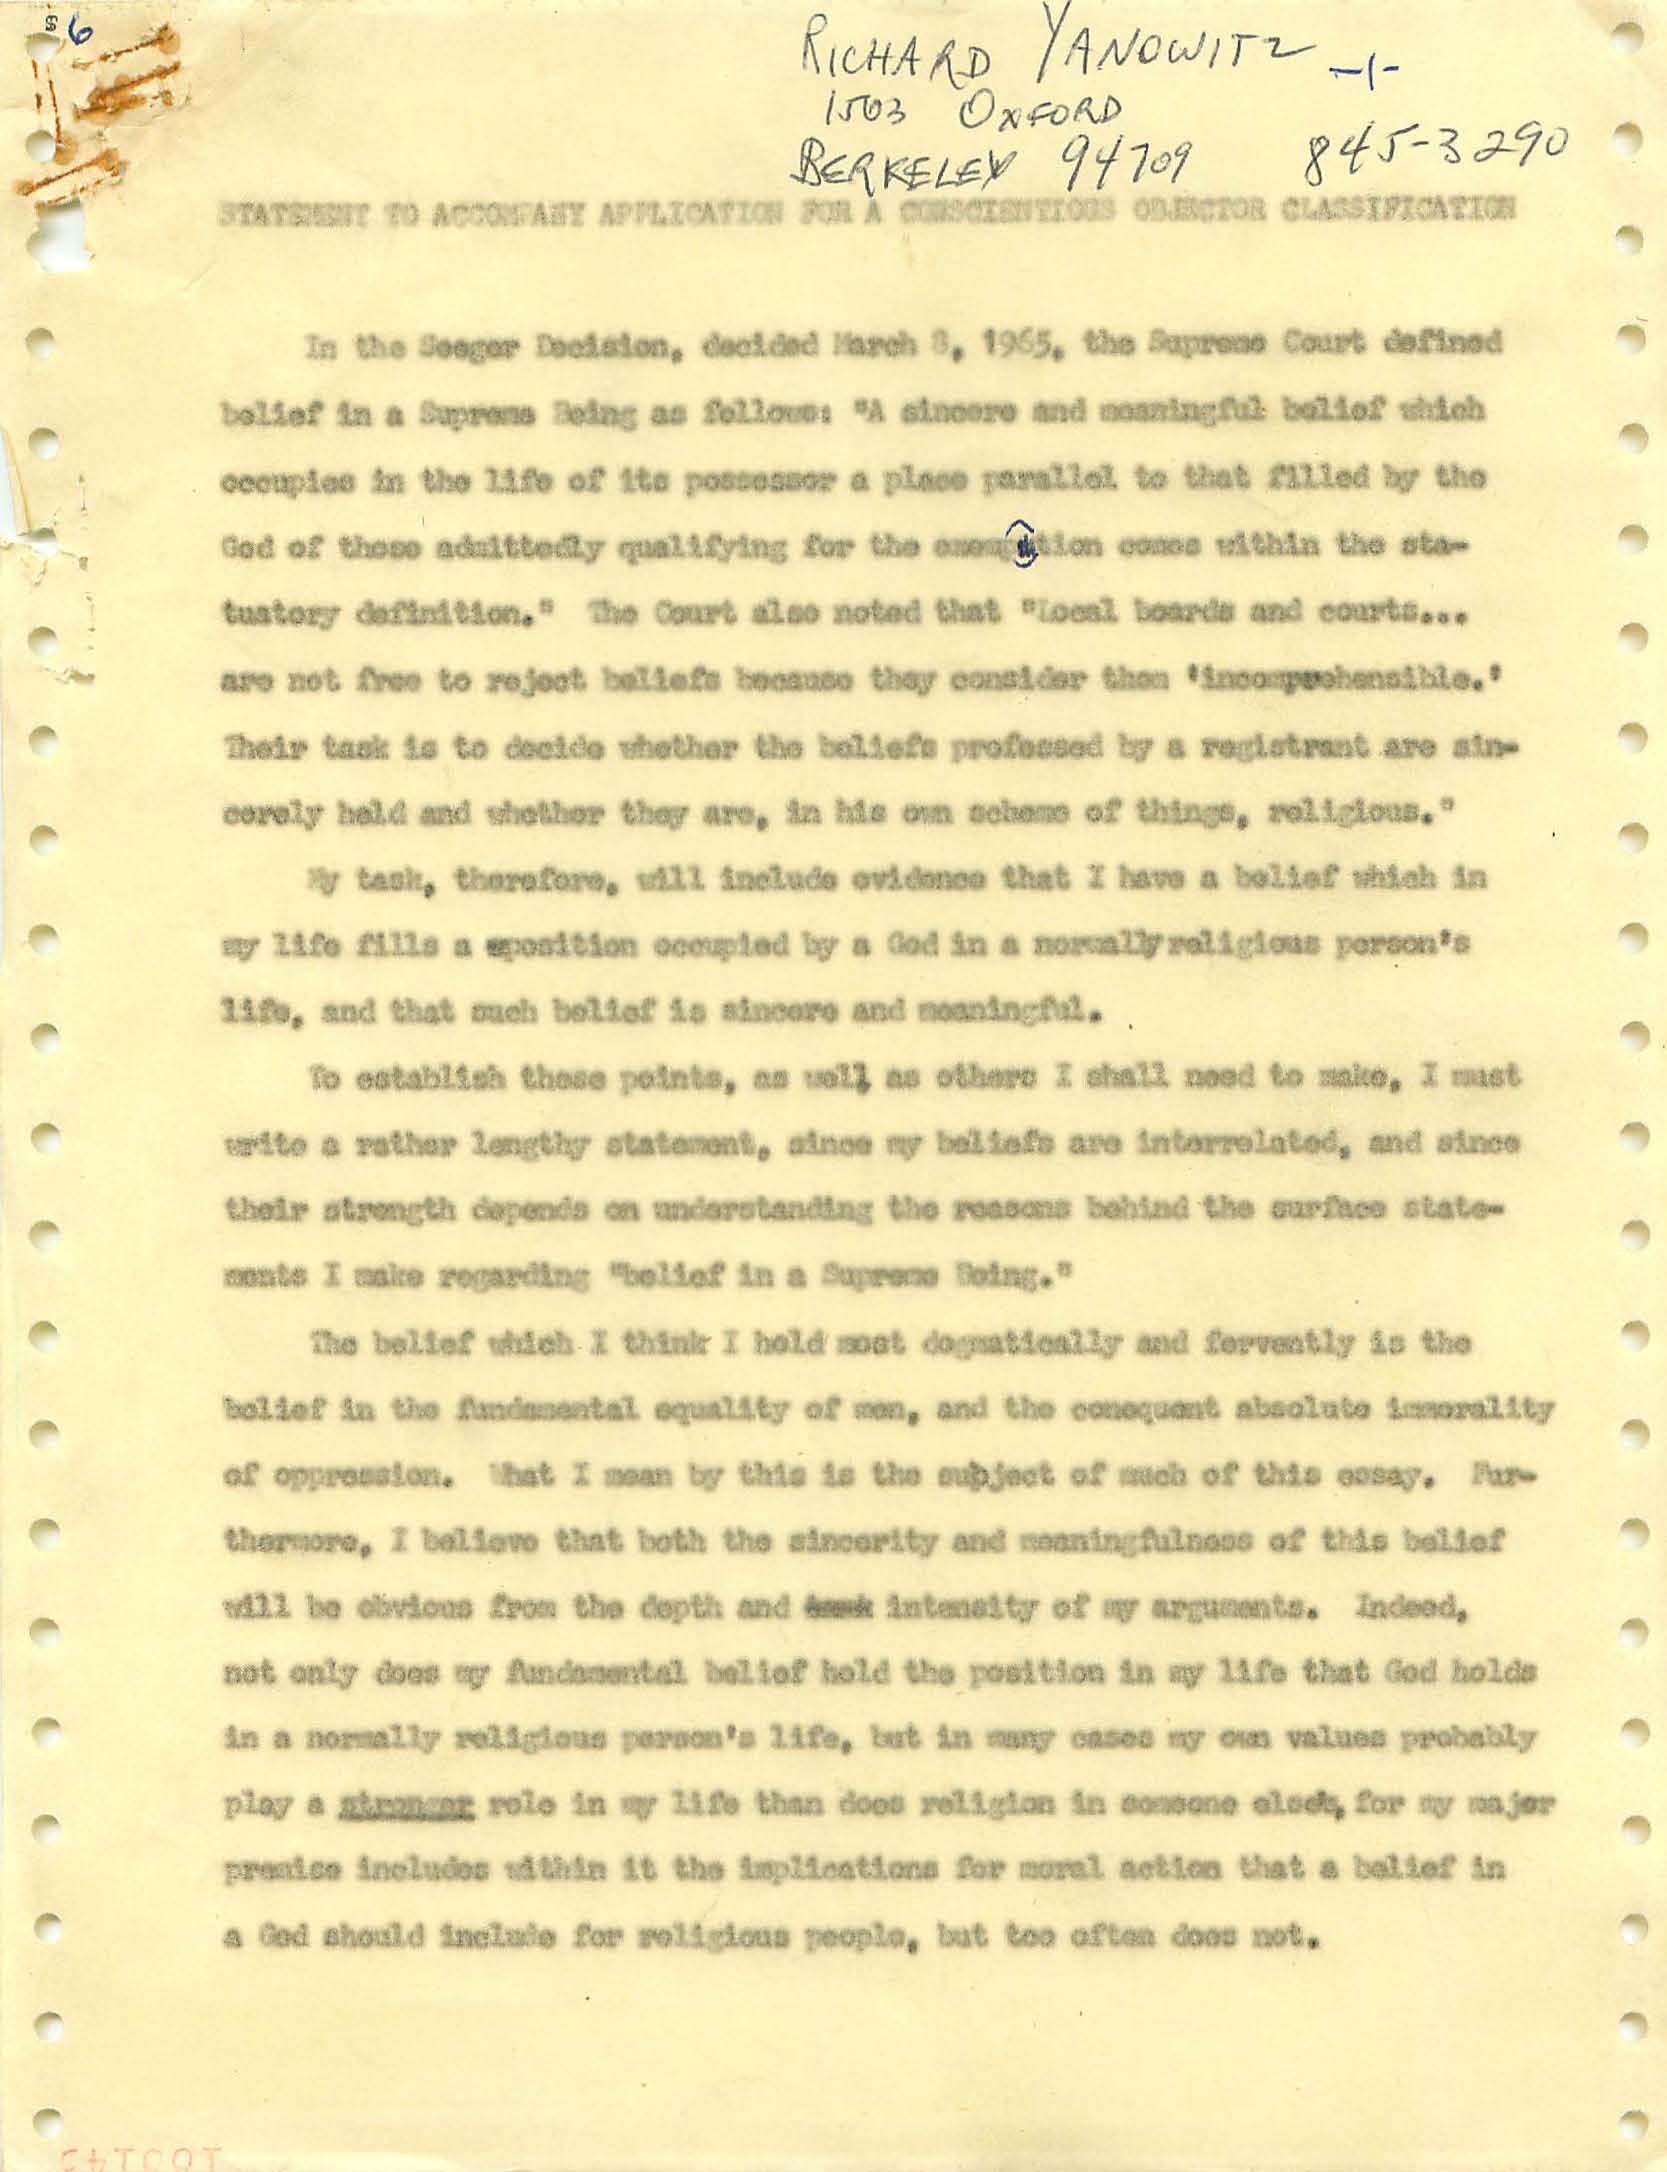 6
RICHARD YANOWITZ -1-
1503 OXFORD
BERKELEY 94709 845-3290
STATEMENT TO ACCOMPANY APPLICATION FOR A CONSCIENTIOUS OBJECTOR CLASSIFICATION
In the Seeger Decision, decided March 8, 1965, the Supreme Court defined
belief in a Supreme Being as follows: "A sincere and meaningful belief which
occupies in the life of its possessor a place parallel to that filled by the
God of those admittedly qualifying for the exemption comes within the sta-
tuatory definition." The Court also noted that "Local boards and courts...
are not free to reject beliefs because they consider them 'incomprehensible.'
Their task is to decide whether the beliefs professed by a registrant are sin-
cerely held and whether they are, in his own scheme of things, religious."
My task, therefore, will include evidence that I have a belief which in
my life fills a position occupied by a God in a normally religious person's
life, and that such belief is sincere and meaningful.
To establish these points, as well as others I shall need to make, I must
write a rather lengthy statement, since my beliefs are interrelated, and since
their strength depends on understanding the reasons behind the surface state-
ments I make regarding "belief in a Supreme Being."
The belief which I think I hold most dogmatically and fervently is the
belief in the fundamental equality of men, and the conequent absolute immorality
of oppression. What I mean by this is the subject of much of this essay. Fur-
thermore, I believe that both the sincerity and meaningfulness of this belief
will be obvious from the depth and intensity of my arguments. Indeed,
not only does my fundamental belief hold the position in my life that God holds
in a normally religious person's life, but in many cases my own values probably
play a stronger role in my life than does religion in someone else's, for my major
premise includes within it the implications for moral action that a belief in
a God should include for religious people, but too often does not.